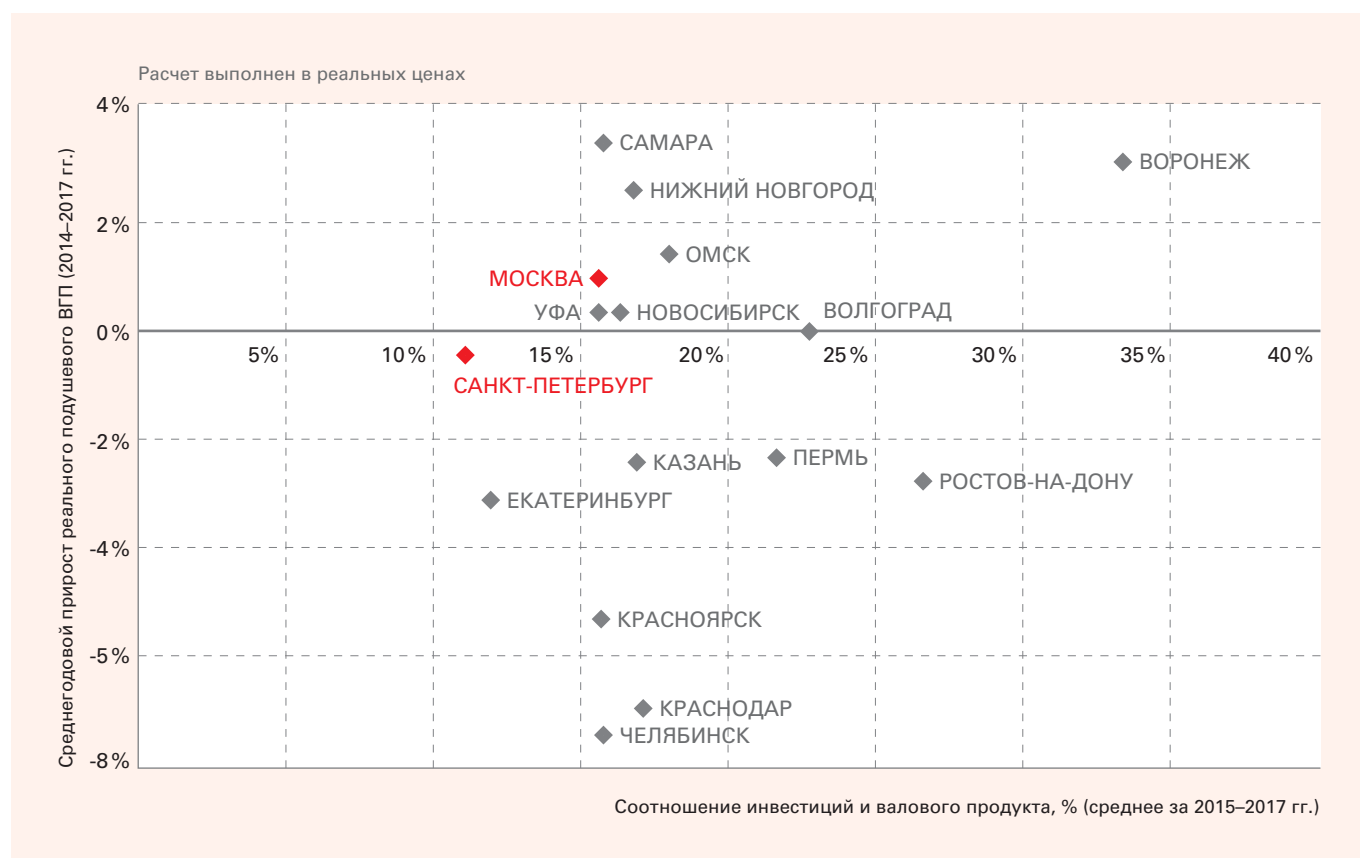 Расчет выполнен в реальных ценах
Среднегодовой прирост реального подушевого ВГП (2014–2017 гг.)
4%
САМАРА
ВОРОНЕЖ
НИЖНИЙ НОВГОРОД
2%
ОМСК
МОСКВА
УФА
НОВОСИБИРСК
ВОЛГОГРАД
0%
5%
10%
15%
20%
25%
30%
35%
40%
САНКТ-ПЕТЕРБУРГ
-2%
КАЗАНЬ
ПЕРМЬ
РОСТОВ-НА-ДОНУ
ЕКАТЕРИНБУРГ
-4%
КРАСНОЯРСК
-5%
КРАСНОДАР
ЧЕЛЯБИНСК
-8%
Соотношение инвестиций и валового продукта, % (среднее за 2015–2017 гг.)